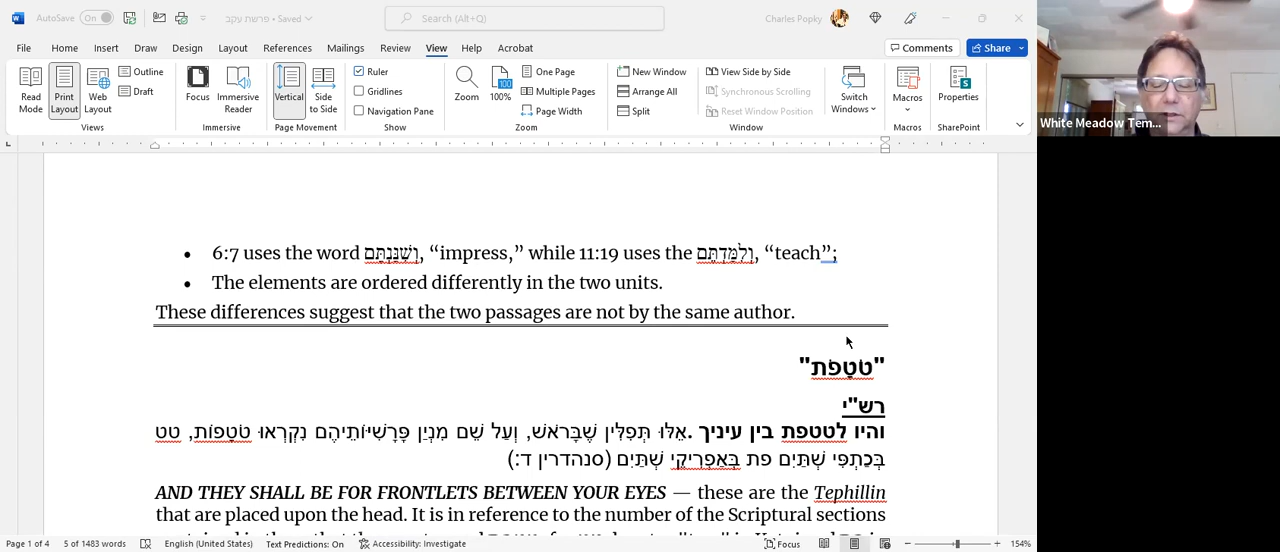 AutoSave On פרשת עקב • Saved Search (Alt+Q) Charles Popky
File Home Insert Draw Design Layout References Mailings Review View Help Acrobat Comments Share
Read Mode Print Layout Web Layout Outline Draft Views
Focus Immersive Reader Immersive
Vertical Side to Side Page Movement
Ruler Gridlines Navigation Pane Show
Zoom 100% One Page Multiple Pages Page Width Zoom
New Window Arrange All Split View Side by Side Synchronous Scrolling Reset Window Position Switch Windows Window
Macros Macros
Properties SharePoint
White Meadow Tem...
L
• 6:7 uses the word וְשִׁנַּנְתָּם, “impress,” while 11:19 uses the וְלִמַּדְתֶּם, “teach”;
• The elements are ordered differently in the two units.
These differences suggest that the two passages are not by the same author.
"טֹטָפֹת"
רש"י
והיו לטטפת בין עיניך. אֵלּוּ תְּפִלִּין שֶׁבָּרֹאשׁ, וְעַל שֵׁם מִנְיַן פָּרָשִׁיּוֹתֵיהֶם נִקְרְאוּ טֹטָפוֹת, טט
בְּכַתְפִּי שְׁתַּיִם פת בְּאַפְרִיקֵי שְׁתַּיִם (סנהדרין ד:)
AND THEY SHALL BE FOR FRONTLETS BETWEEN YOUR EYES — these are the Tephillin
that are placed upon the head. It is in reference to the number of the Scriptural sections
Page 1 of 4 5 of 1483 words English (United States) Text Predictions: On Accessibility: Investigate Focus 154%